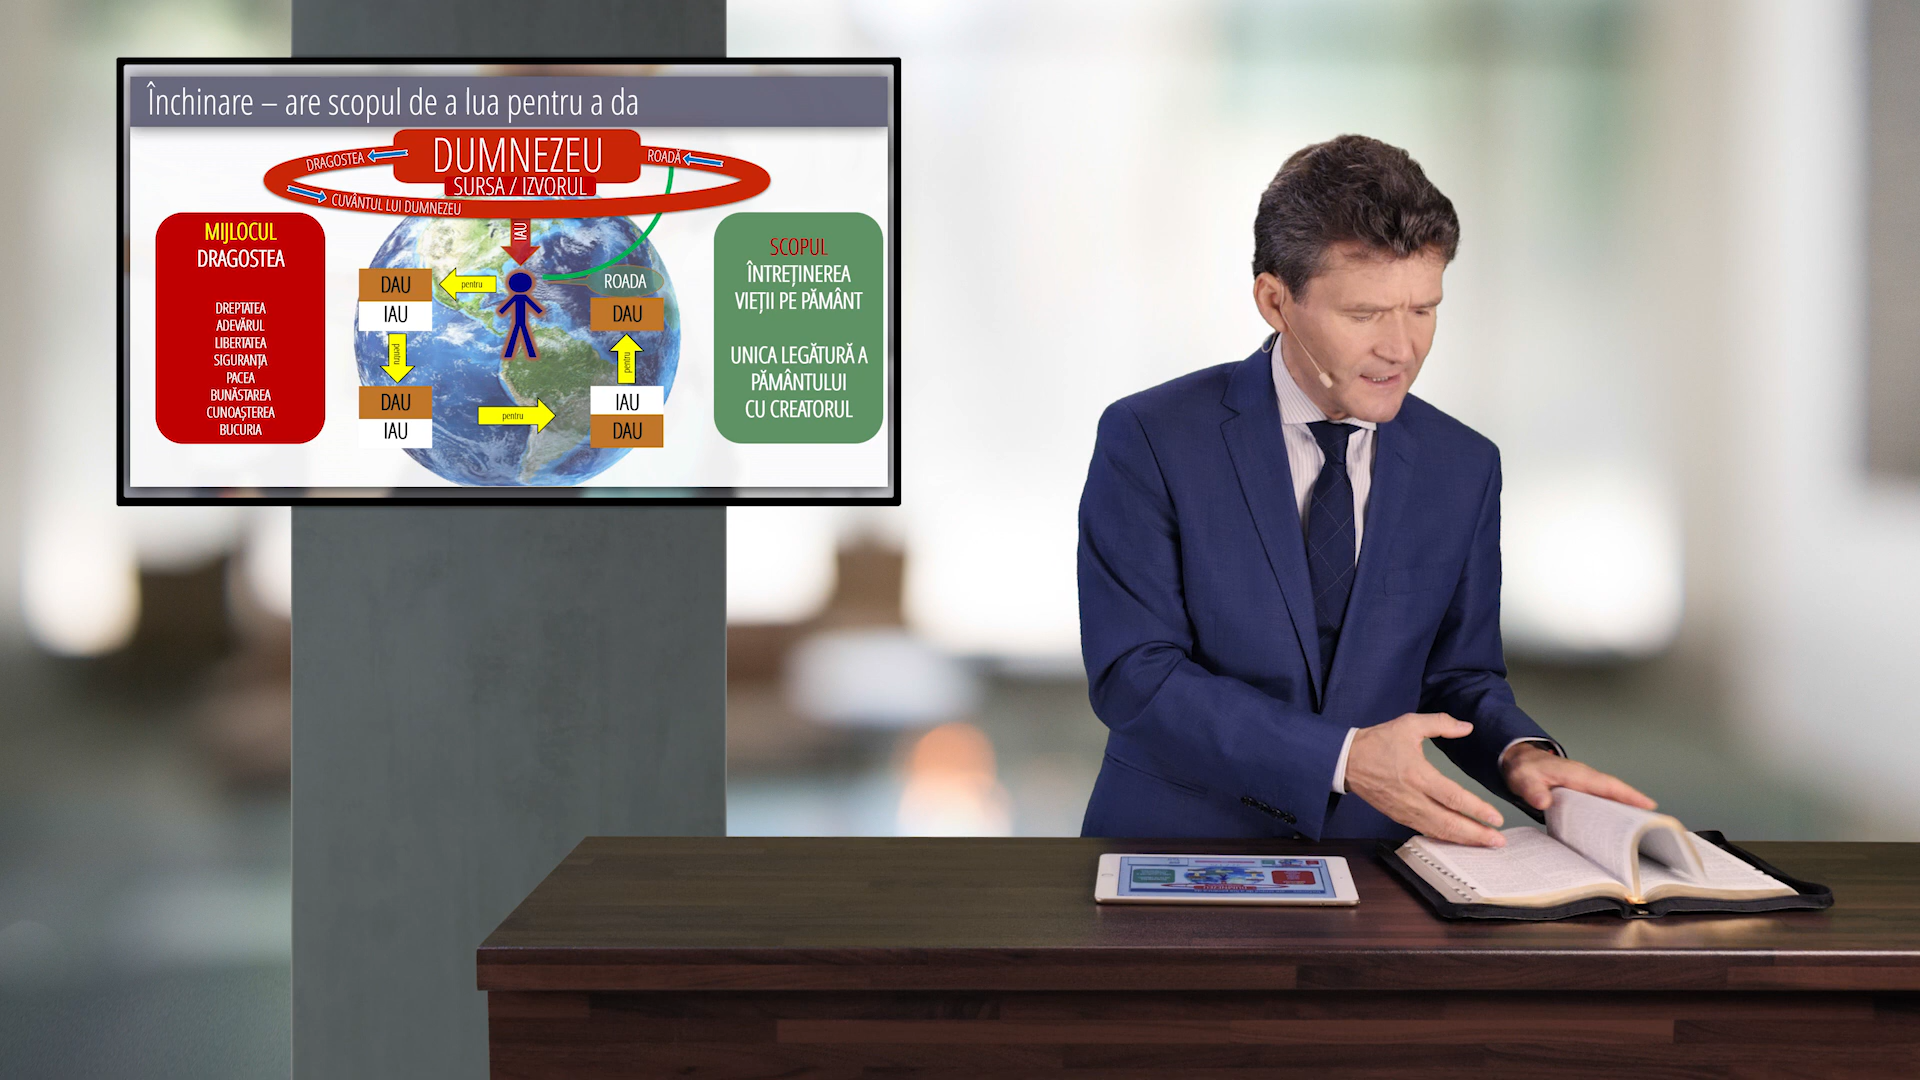 Închinare – are scopul de a lua pentru a da
DUMNEZEU
SURSA / IZVORUL
DRAGOSTEA
ROADĂ
CUVÂNTUL LUI DUMNEZEU
IAU
MIJLOCUL
DRAGOSTEA
DREPTATEA
ADEVĂRUL
LIBERTATEA
SIGURANȚA
PACEA
BUNĂSTAREA
CUNOAȘTEREA
BUCURIA
DAU
IAU
pentru
pentru
DAU
IAU
pentru
ROADA
DAU
pentru
IAU
DAU
SCOPUL
ÎNTREȚINEREA
VIEȚII PE PĂMÂNT
UNICA LEGĂTURĂ A
PĂMÂNTULUI
CU CREATORUL